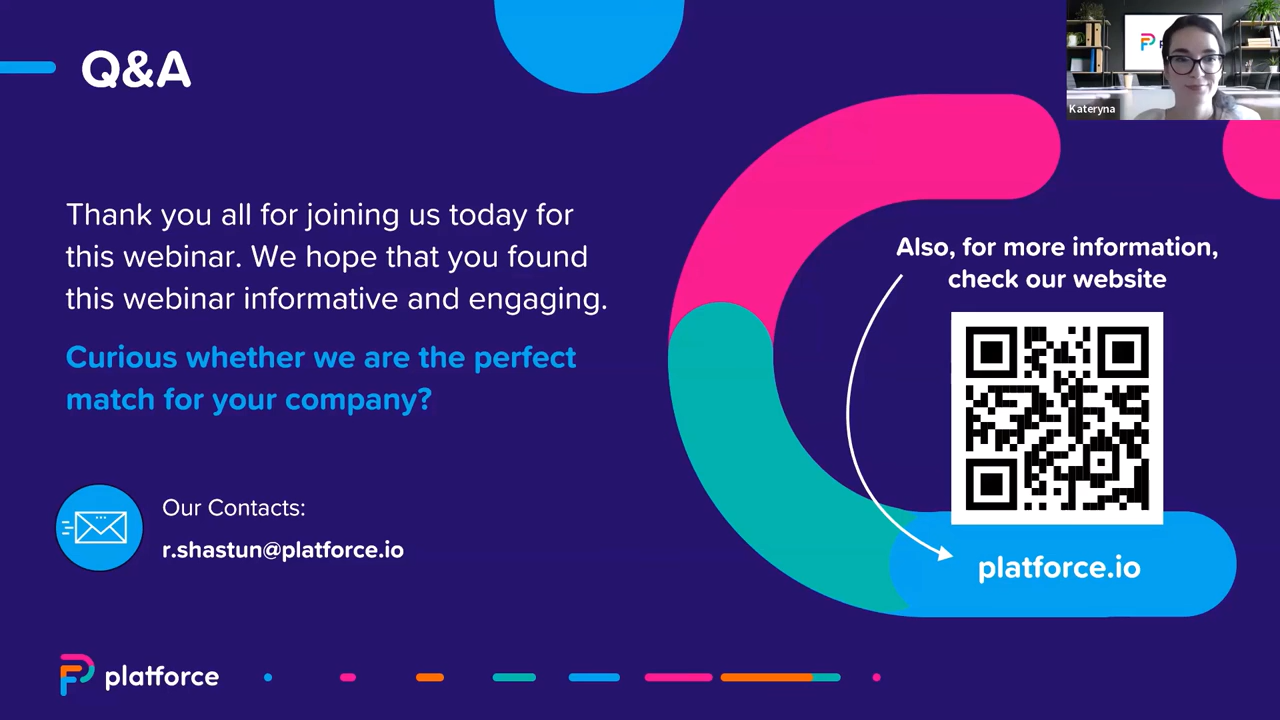 Q&A
Kateryna
Thank you all for joining us today for
this webinar. We hope that you found
this webinar informative and engaging.
Curious whether we are the perfect
match for your company?
Our Contacts:
r.shastun@platforce.io
Also, for more information,
check our website
platforce.io
platforce